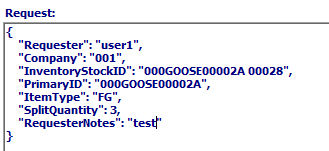 Request:
{
"Requester": "user1",
"Company": "001",
"InventoryStockID": "000GOOSE00002A 00028",
"PrimaryID": "000GOOSE00002A",
"ItemType": "FG",
"SplitQuantity": 3,
"RequesterNotes": "test"
}